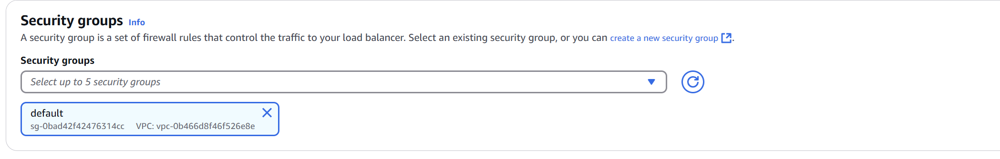 Security groups Info
A security group is a set of firewall rules that control the traffic to your load balancer. Select an existing security group, or you can create a new security group.
Security groups
Select up to 5 security groups
default
sg-0bad42f42476314cc VPC: vpc-0b466d8f46f526e8e